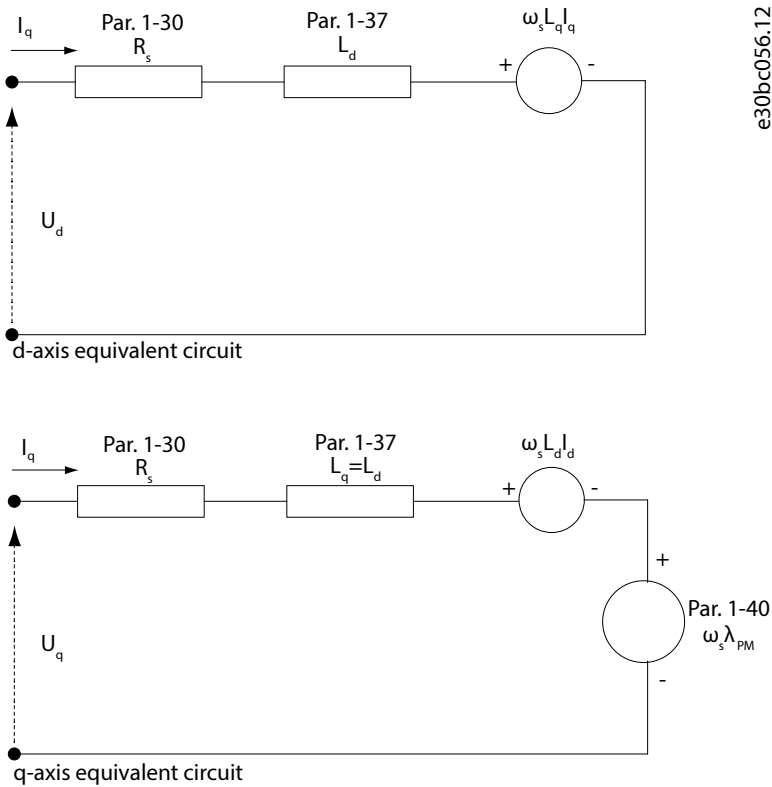 I_q
Par. 1-30
R_s
Par. 1-37
L_d
ω_sL_qI_q
+
-
e30bc056.12
U_d
d-axis equivalent circuit
I_q
Par. 1-30
R_s
Par. 1-37
L_q=L_d
ω_sL_dI_d
+
-
+
Par. 1-40
ω_sλ_PM
-
U_q
q-axis equivalent circuit